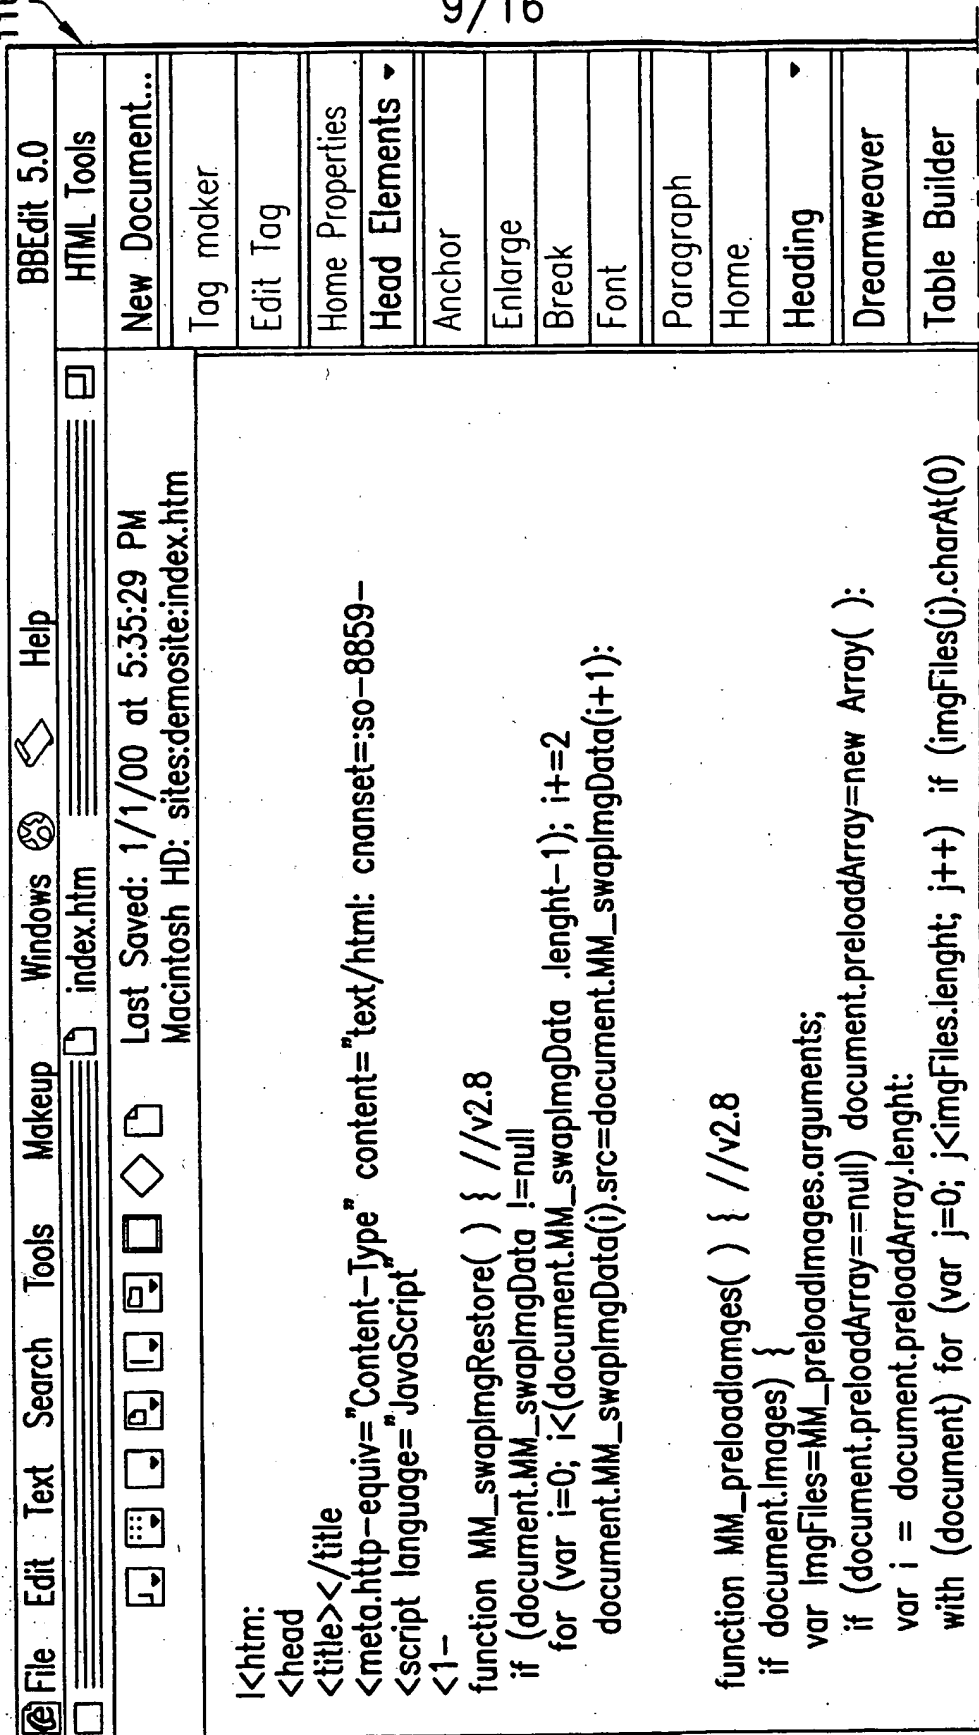 9/16
File Edit Text Search Tools Makeup Windows Help BBEdit 5.0
index.htm
HTML Tools
Last Saved: 1/1/00 at 5:35:29 PM
Macintosh HD: sites:demosite:index.htm
New Document...
Tag maker
Edit Tag
Home Properties
Head Elements
Anchor
Enlarge
Break
Font
Paragraph
Home
Heading
Dreamweaver
Table Builder
I<htm:
<head
<title></title
<meta.http-equiv="Content-Type" content="text/html: cnanset=:so-8859-
<script language="JavaScript"
<1-
function MM_swapImgRestore( ) { //v2.8
if (document.MM_swapImgData !=null
for (var i=0; i<(document.MM_swapImgData .lenght-1); i+=2
document.MM_swapImgData(i).src=document.MM_swapImgData(i+1):
function MM_preloadIamges( ) { //v2.8
if document.Images) {
var ImgFiles=MM_preloadImages.arguments;
if (document.preloadArray==null) document.preloadArray=new Array( ):
var i = document.preloadArray.lenght:
with (document) for (var j=0; j<imgFiles.lenght; j++) if (imgFiles(j).charAt(0)